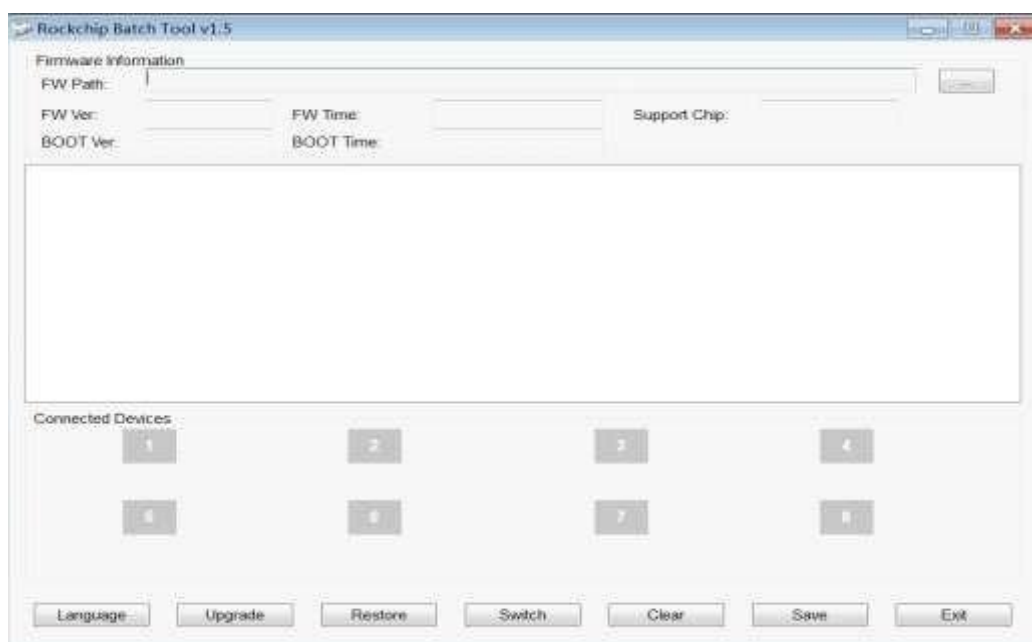 Rockchip Batch Tool v1.5
Firmware Information
FW Path:
...
FW Ver: FW Time: Support Chip:
BOOT Ver: BOOT Time:
Connected Devices
1 2 3 4
5 6 7 8
Language Upgrade Restore Switch Clear Save Exit